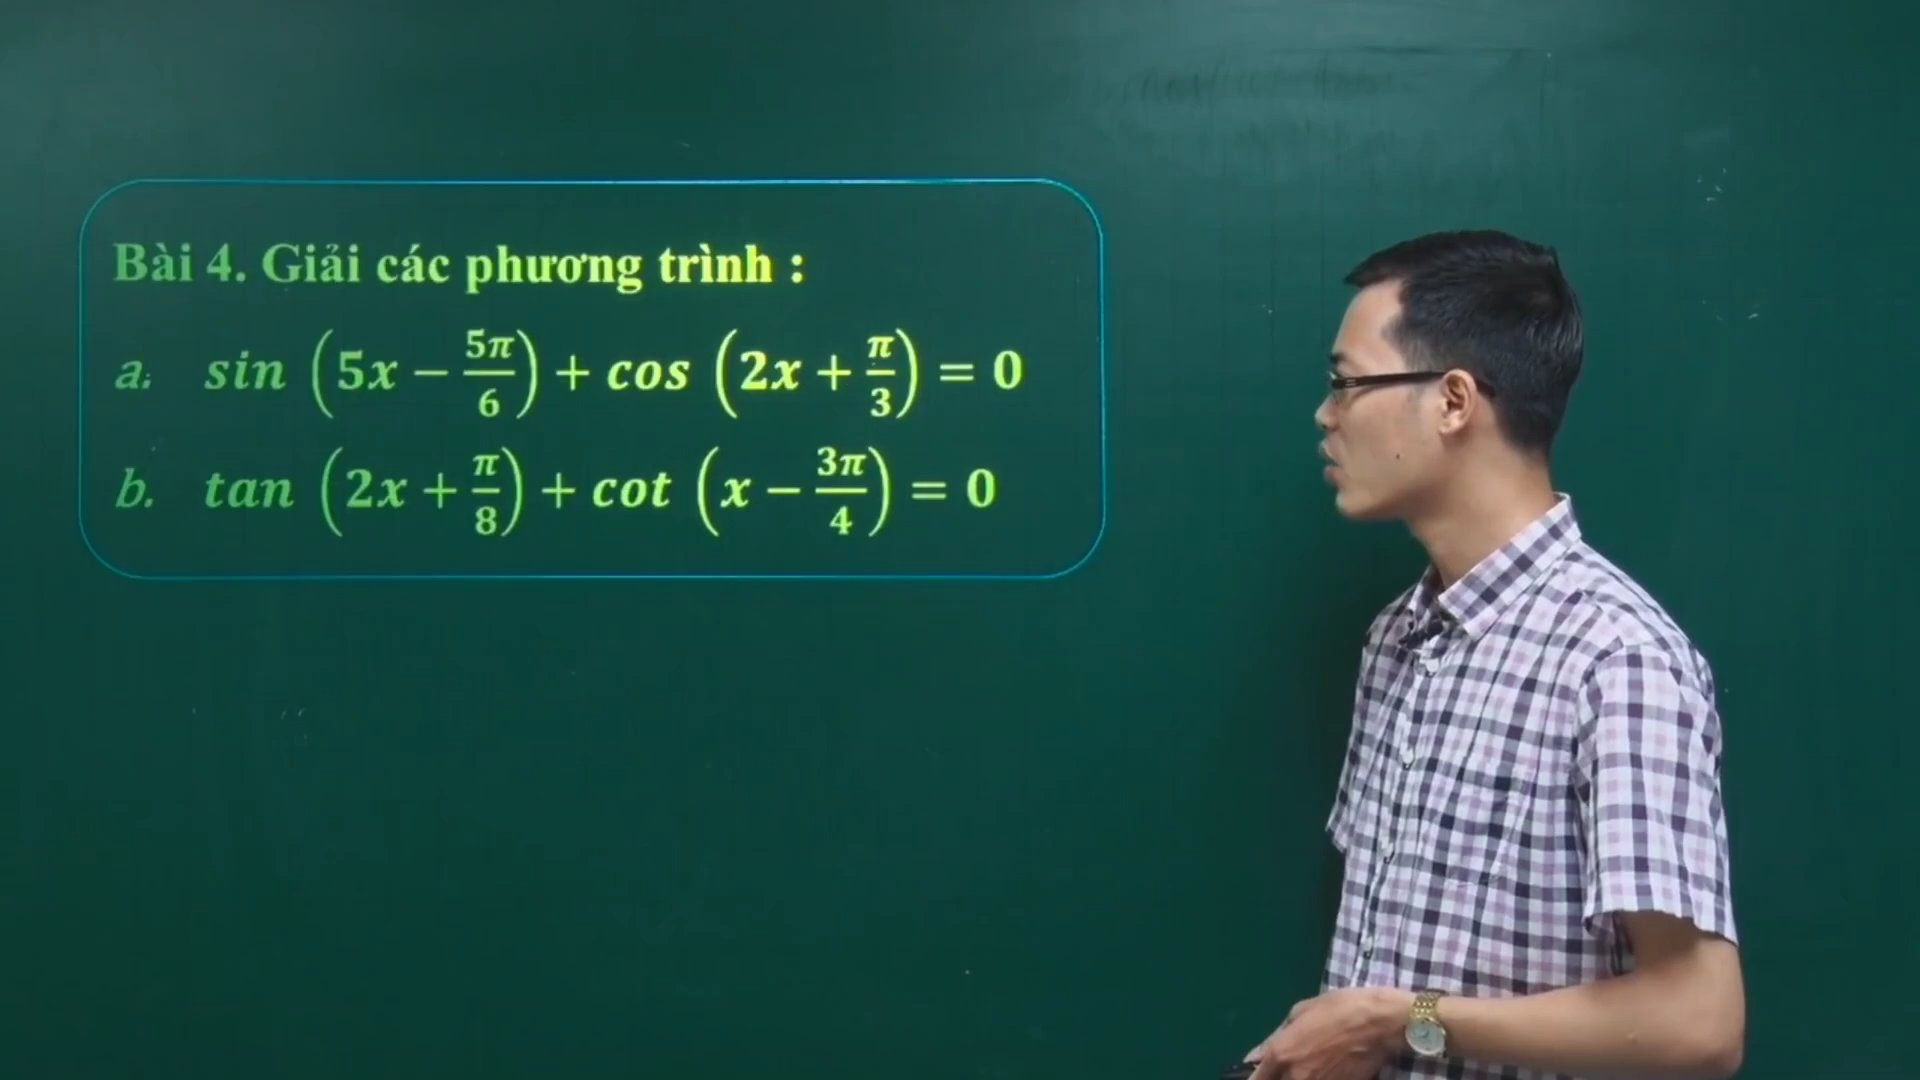 Bài 4. Giải các phương trình :
a. sin (5x − 5π/6) + cos (2x + π/3) = 0
b. tan (2x + π/8) + cot (x − 3π/4) = 0